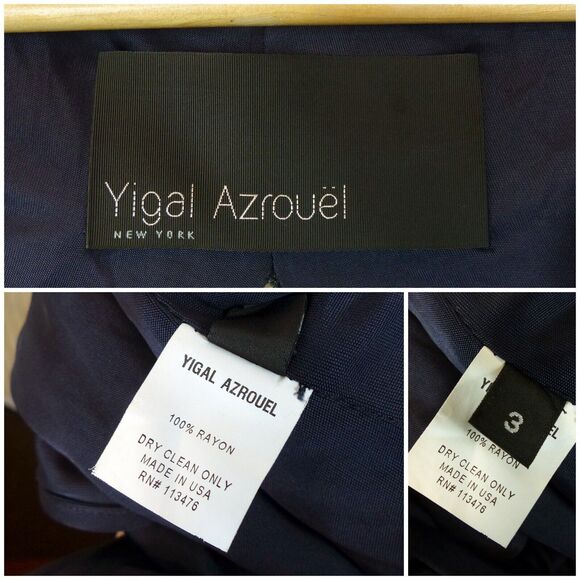 Yigal Azrouël
NEW YORK
YIGAL AZROUEL
100% RAYON
DRY CLEAN ONLY
MADE IN USA
RN# 113476
3
100% RAYON
DRY CLEAN ONLY
MADE IN USA
RN# 113476